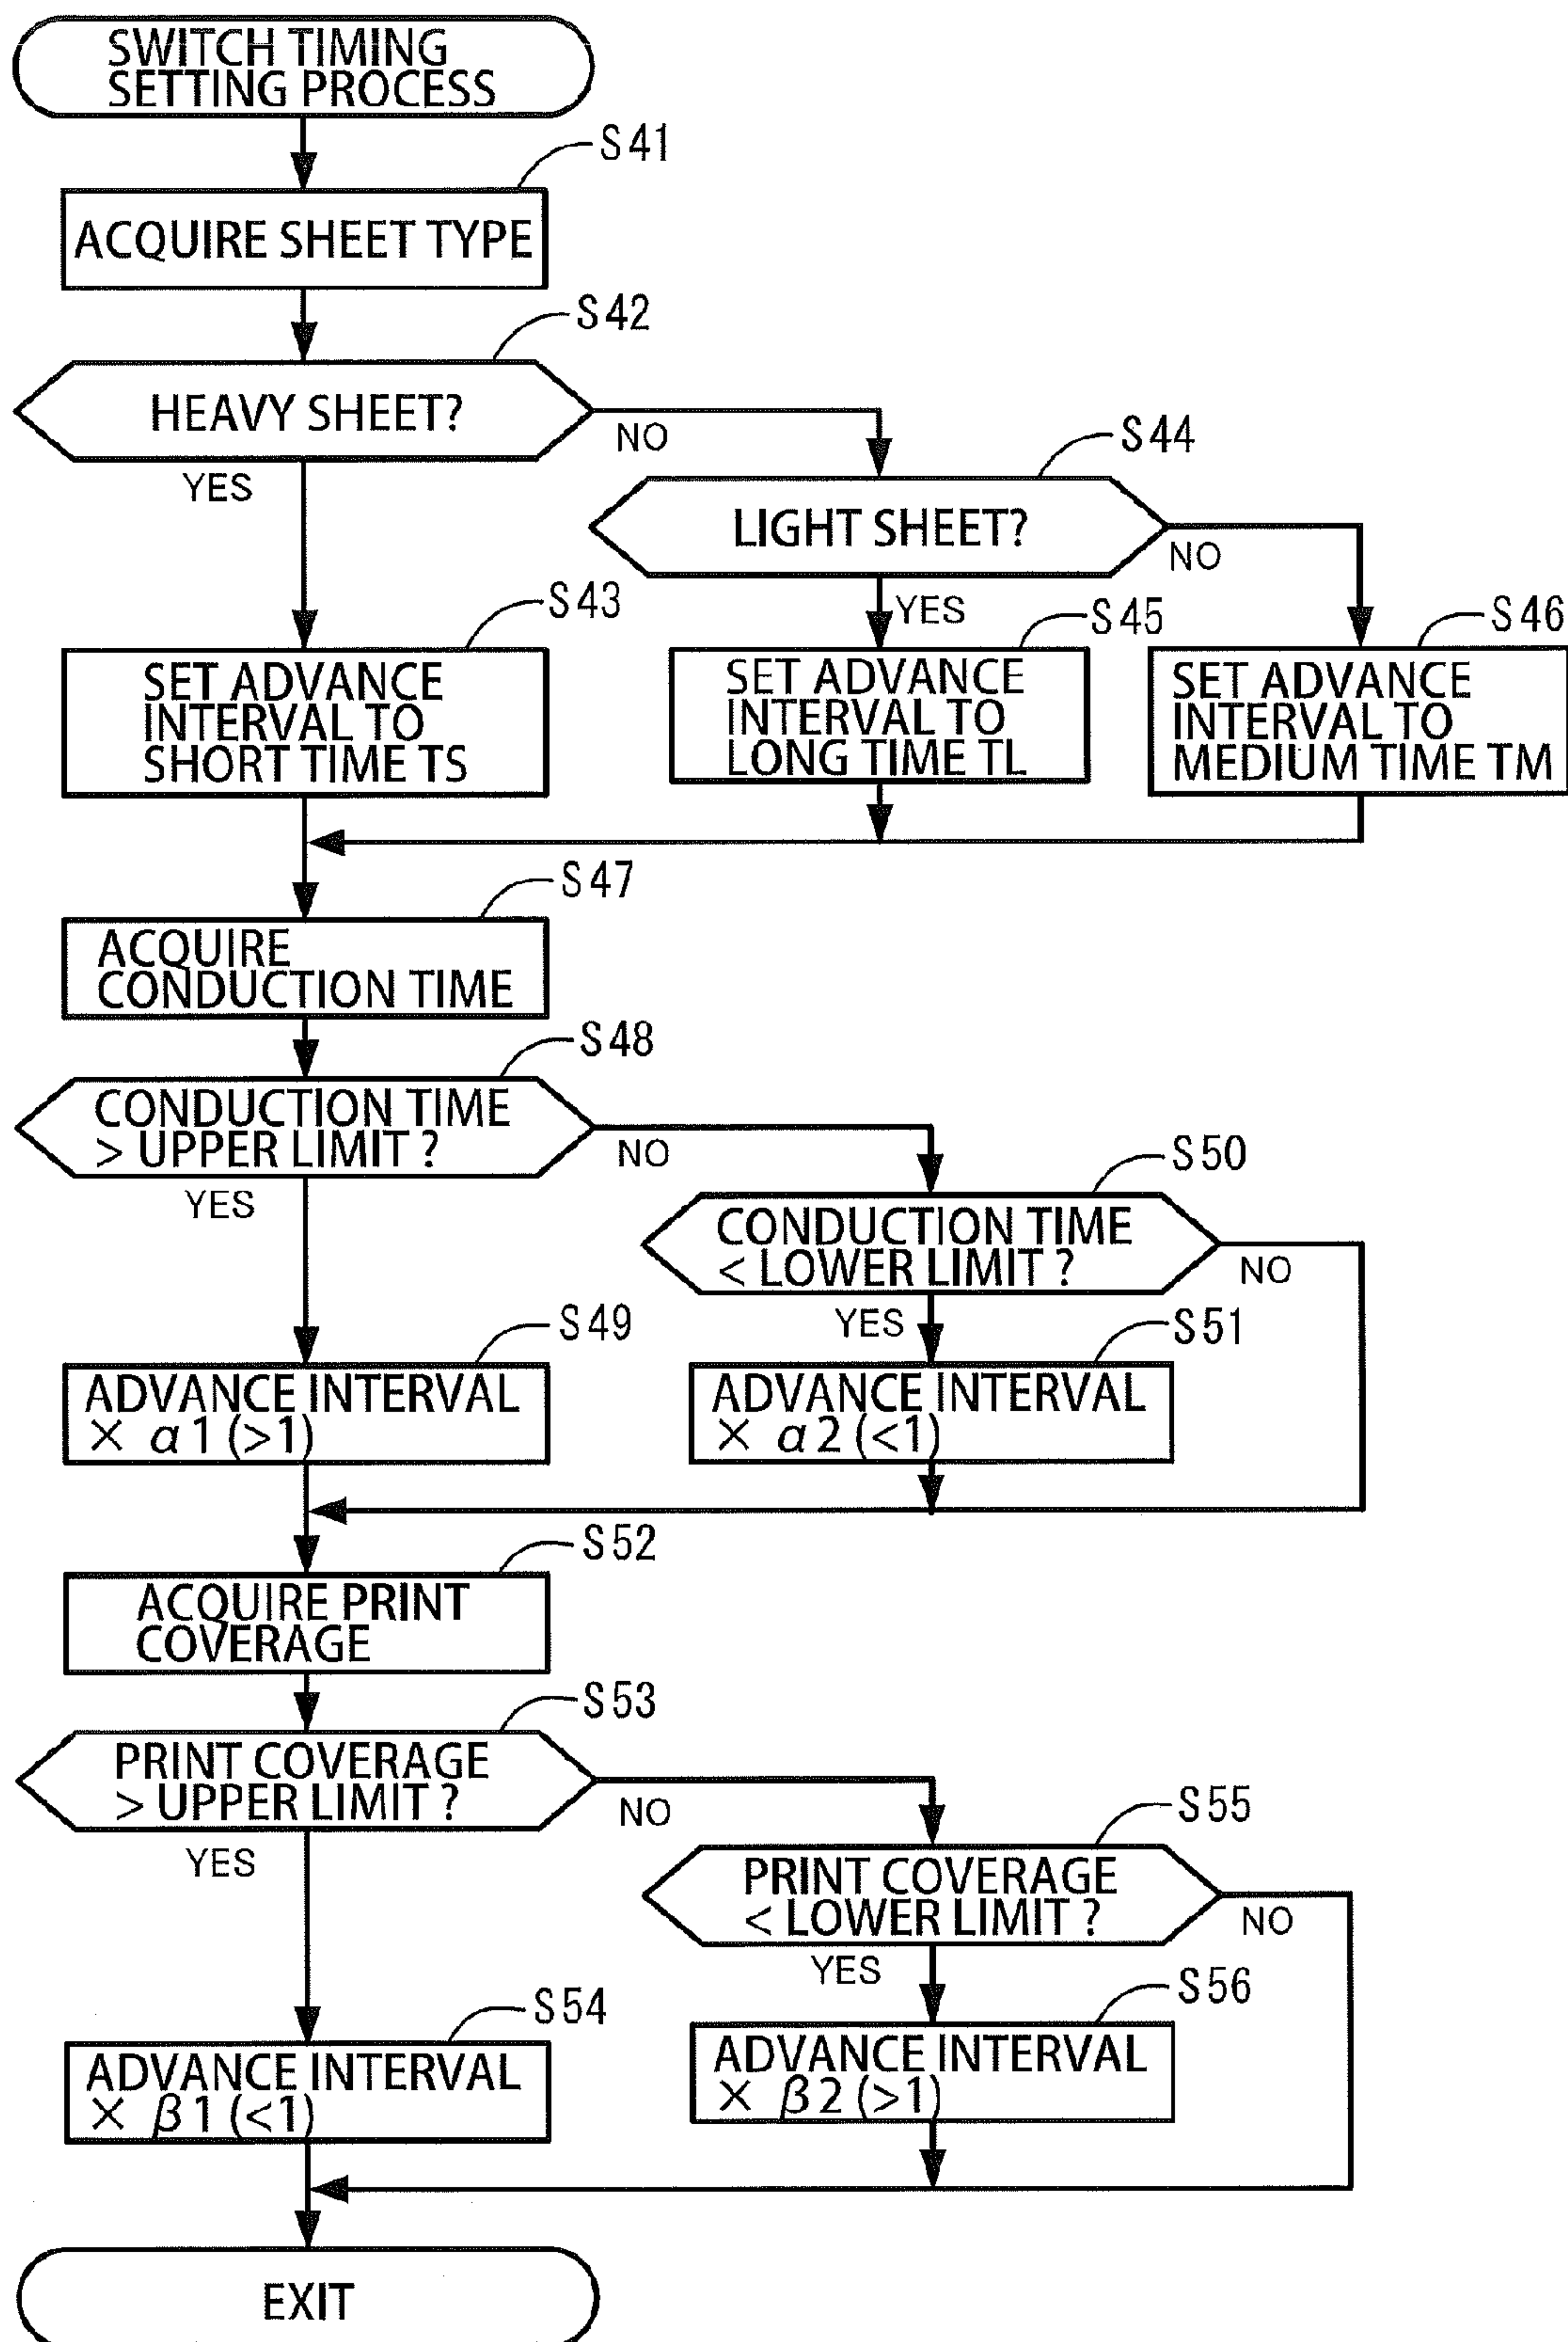 SWITCH TIMING
SETTING PROCESS
S41
ACQUIRE SHEET TYPE
S42
HEAVY SHEET?
NO
YES
S44
LIGHT SHEET?
NO
YES
S43
SET ADVANCE
INTERVAL TO
SHORT TIME TS
S45
SET ADVANCE
INTERVAL TO
LONG TIME TL
S46
SET ADVANCE
INTERVAL TO
MEDIUM TIME TM
S47
ACQUIRE
CONDUCTION TIME
S48
CONDUCTION TIME
> UPPER LIMIT ?
NO
YES
S50
CONDUCTION TIME
< LOWER LIMIT ?
NO
YES
S49
ADVANCE INTERVAL
× α1 (>1)
S51
ADVANCE INTERVAL
× α2 (<1)
S52
ACQUIRE PRINT
COVERAGE
S53
PRINT COVERAGE
> UPPER LIMIT ?
NO
YES
S55
PRINT COVERAGE
< LOWER LIMIT ?
NO
YES
S54
ADVANCE INTERVAL
× β1 (<1)
S56
ADVANCE INTERVAL
× β2 (>1)
EXIT